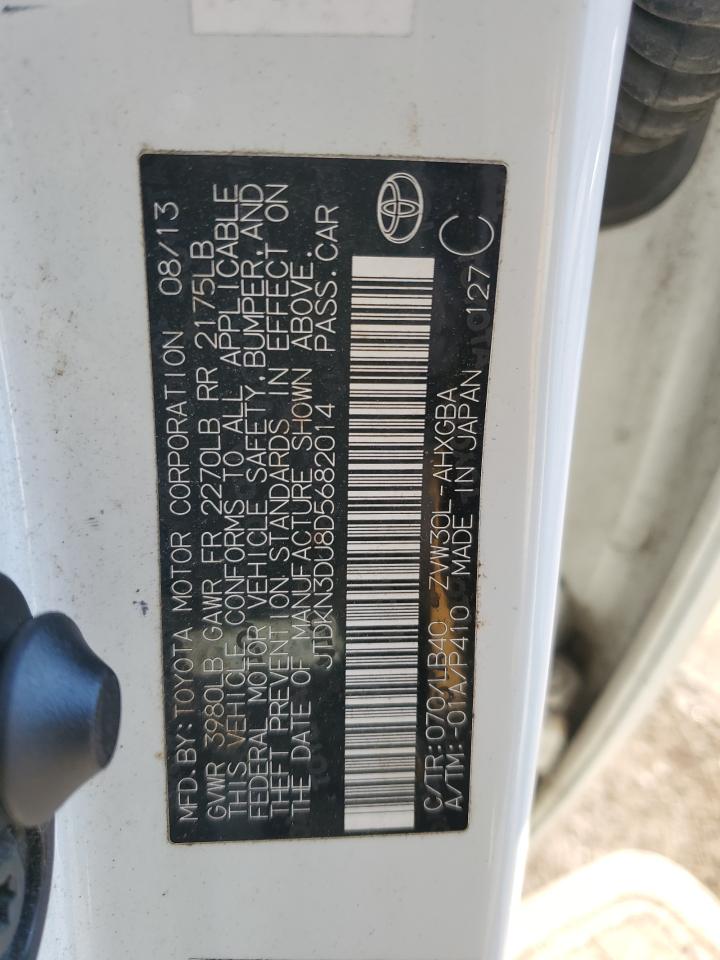 MFD.BY: TOYOTA MOTOR CORPORATION 08/13
GVWR 3980LB GAWR FR 2270LB RR 2175LB
THIS VEHICLE CONFORMS TO ALL APPLICABLE
FEDERAL MOTOR VEHICLE SAFETY, BUMPER, AND
THEFT PREVENTION STANDARDS IN EFFECT ON
THE DATE OF MANUFACTURE SHOWN ABOVE.
JTDKN3DU8D5682014 PASS.CAR
C/TR:070/LB40 ZVW30L-AHXGBA
A/TM:-01A/P410 MADE IN JAPAN 127 C